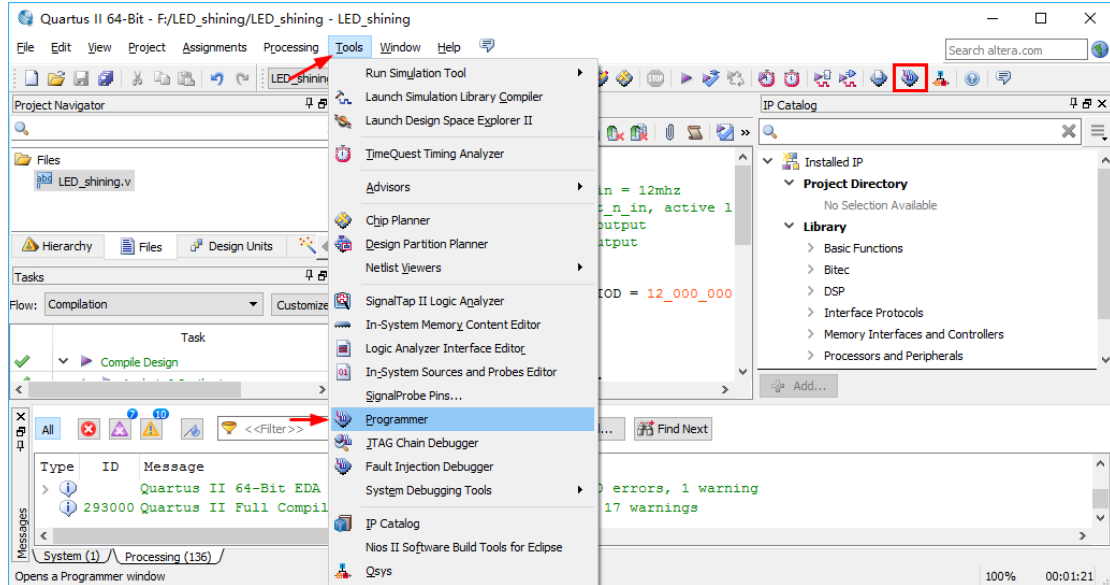 Quartus II 64-Bit - F:/LED_shining/LED_shining - LED_shining
File Edit View Project Assignments Processing Tools Window Help
Search altera.com
LED_shining
Project Navigator
Files
LED_shining.v
Hierarchy Files Design Units
Tasks
Flow: Compilation Customize
Task
Compile Design
Run Simulation Tool
Launch Simulation Library Compiler
Launch Design Space Explorer II
TimeQuest Timing Analyzer
Advisors
Chip Planner
Design Partition Planner
Netlist Viewers
SignalTap II Logic Analyzer
In-System Memory Content Editor
Logic Analyzer Interface Editor
In-System Sources and Probes Editor
SignalProbe Pins...
Programmer
JTAG Chain Debugger
Fault Injection Debugger
System Debugging Tools
IP Catalog
Nios II Software Build Tools for Eclipse
Qsys
in = 12mhz
t_n_in, active l
output
utput
IOD = 12_000_000
IP Catalog
Installed IP
Project Directory
No Selection Available
Library
Basic Functions
Bitec
DSP
Interface Protocols
Memory Interfaces and Controllers
Processors and Peripherals
Add...
All 7 10 <<Filter>> Find Next
Type ID Message
Quartus II 64-Bit EDA 0 errors, 1 warning
293000 Quartus II Full Compil 17 warnings
Messages
System (1) Processing (136)
Opens a Programmer window 100% 00:01:21